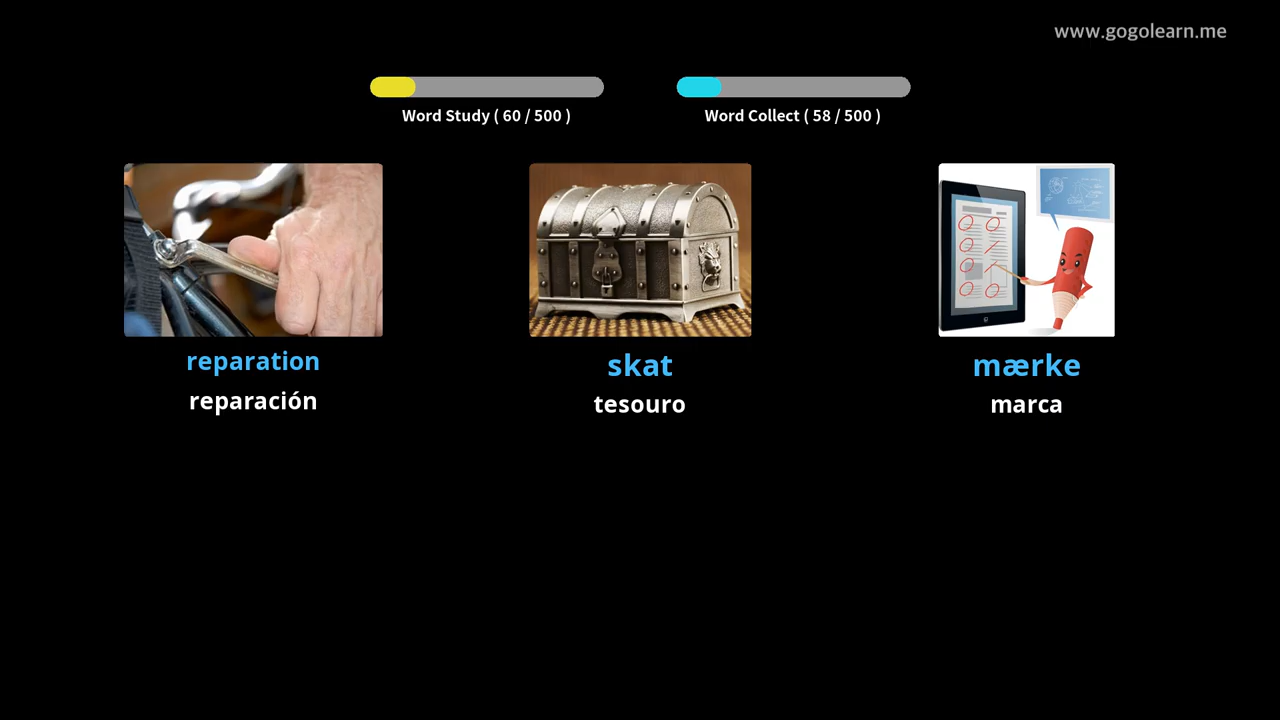 www.gogolearn.me
Word Study ( 60 / 500 )
Word Collect ( 58 / 500 )
reparation
reparación
skat
tesouro
mærke
marca